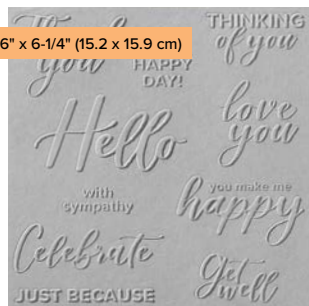 6" x 6-1/4" (15.2 x 15.9 cm)
you
HAPPY
DAY!
THINKING
of you
love
you
Hello
with
sympathy
you make me
happy
Celebrate
Get
well
JUST BECAUSE